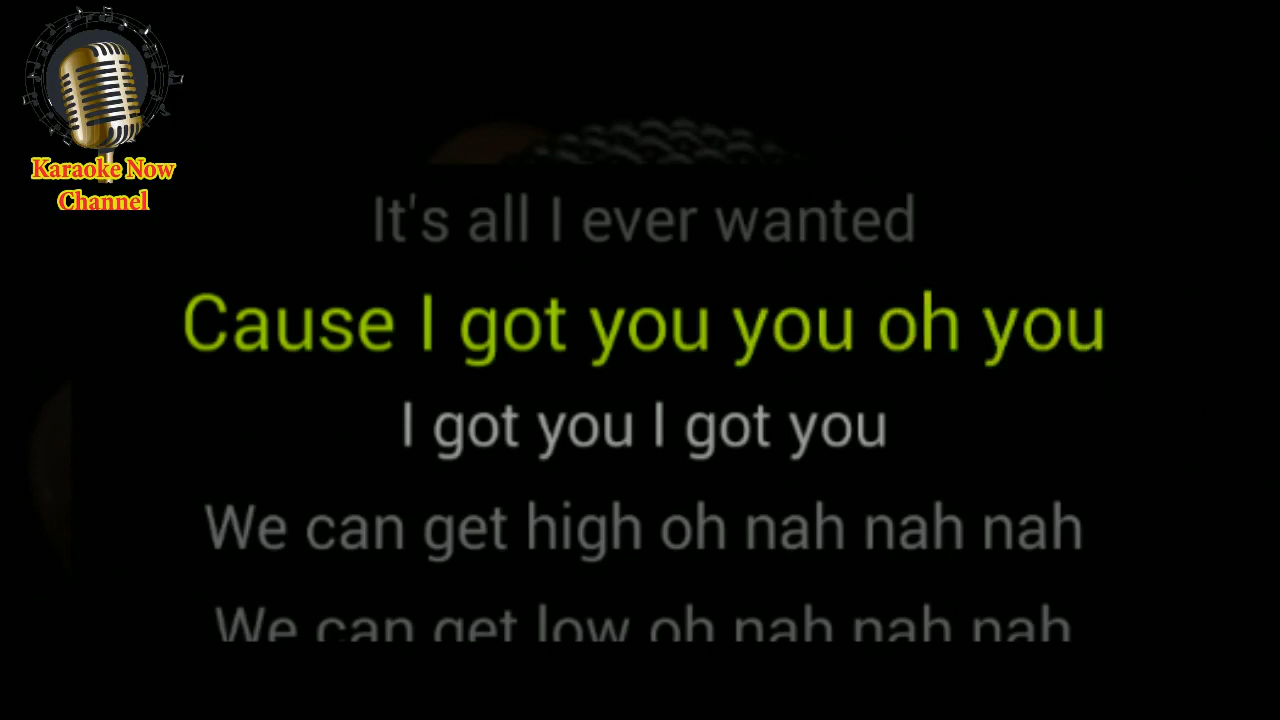 Karaoke Now
Channel
It's all I ever wanted
Cause I got you you oh you
I got you I got you
We can get high oh nah nah nah
We can get low oh nah nah nah